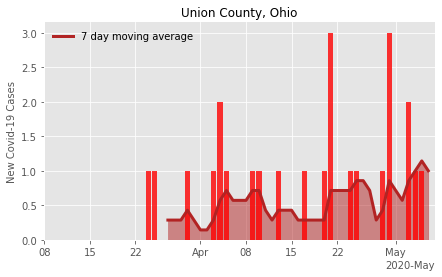 Union County, Ohio
7 day moving average
New Covid-19 Cases
3.0
2.5
2.0
1.5
1.0
0.5
0.0
08 15 22 Apr 08 15 22 May
2020-May